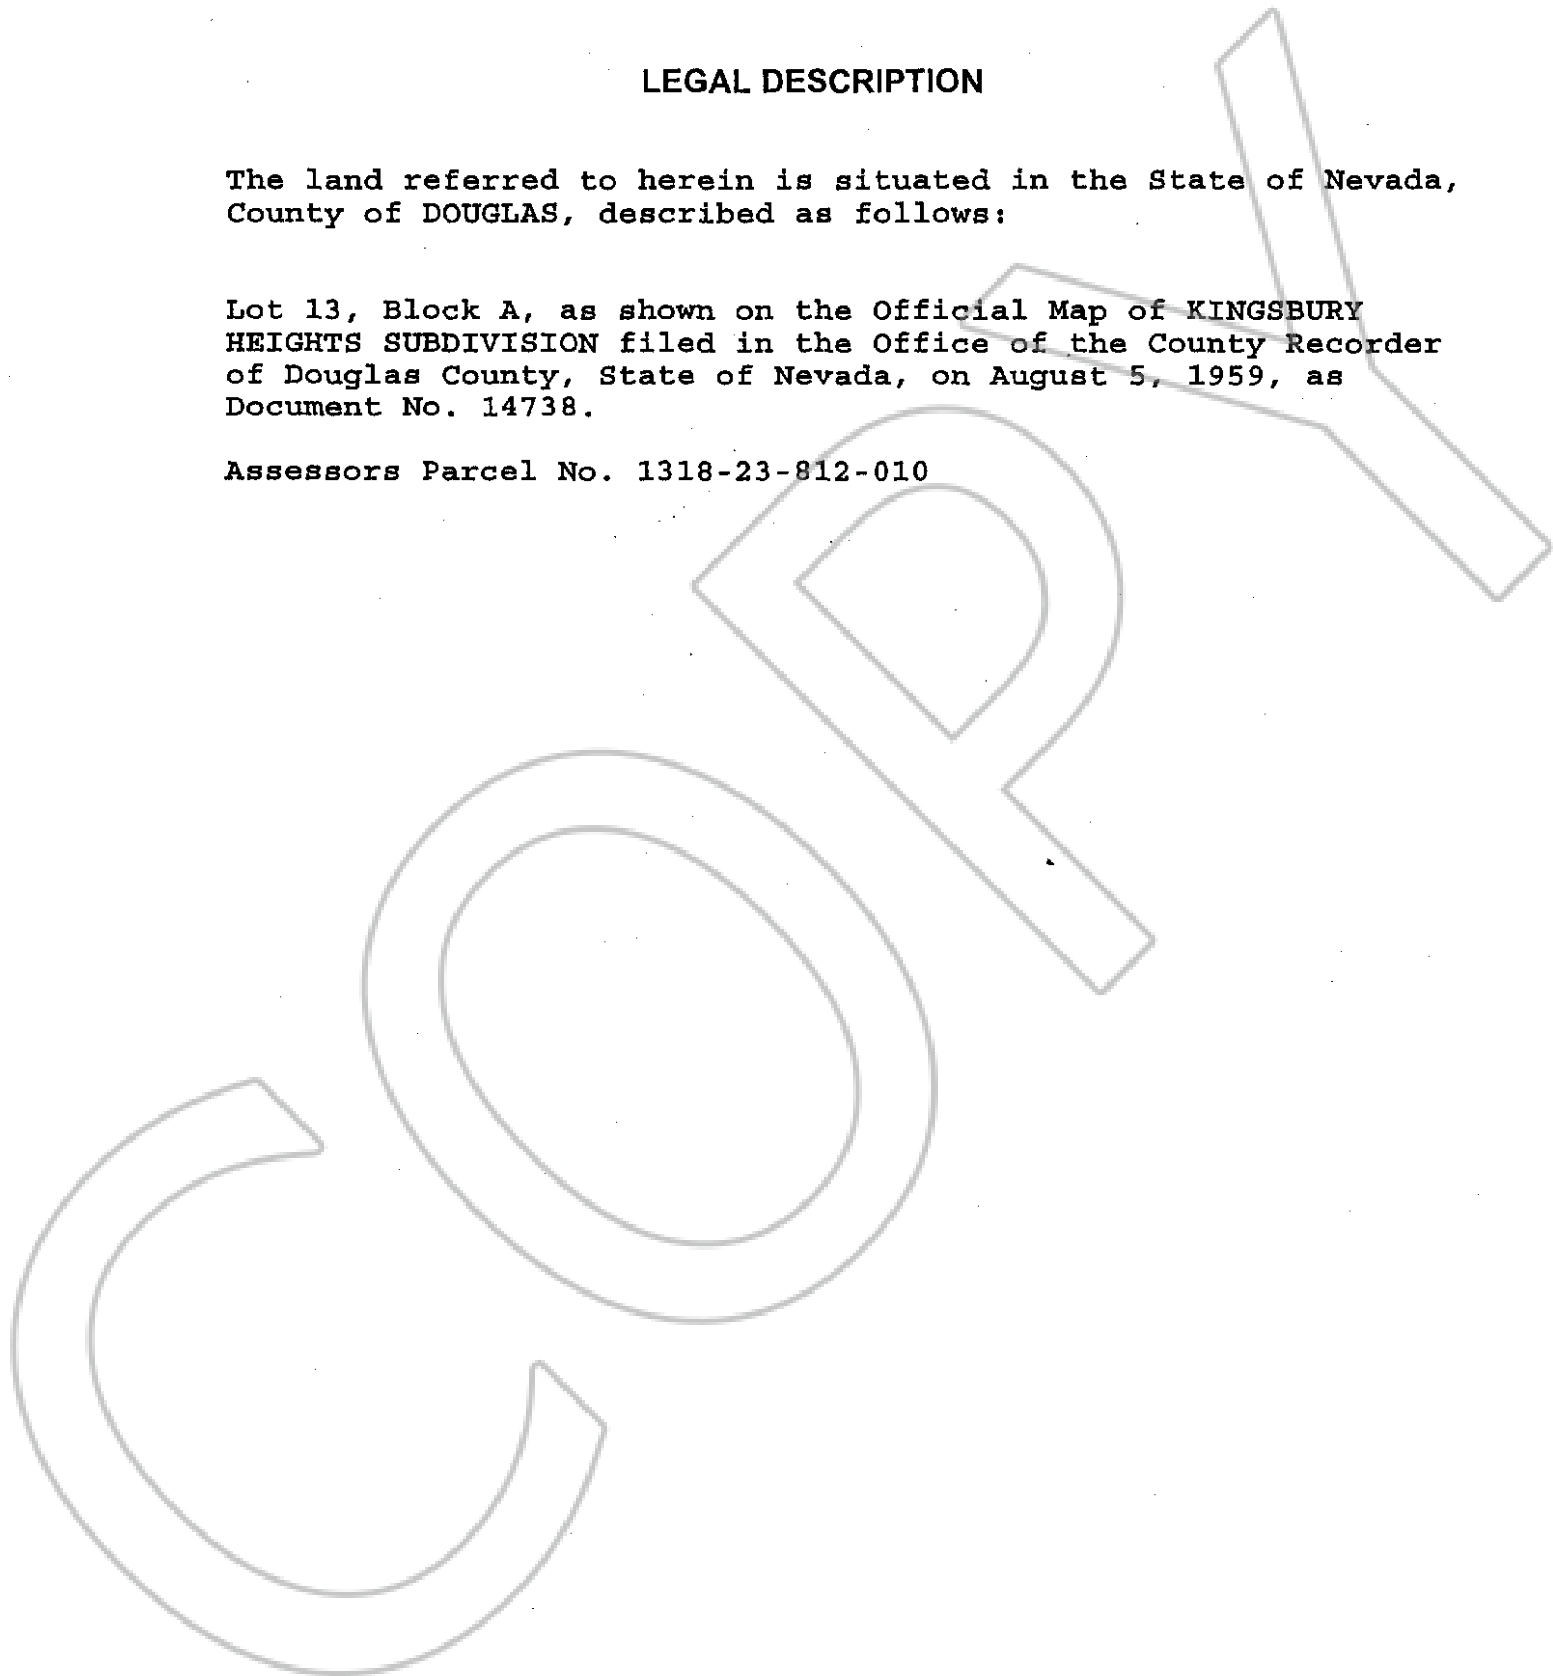 LEGAL DESCRIPTION
The land referred to herein is situated in the State of Nevada,
County of DOUGLAS, described as follows:
Lot 13, Block A, as shown on the Official Map of KINGSBURY
HEIGHTS SUBDIVISION filed in the Office of the County Recorder
of Douglas County, State of Nevada, on August 5, 1959, as
Document No. 14738.
Assessors Parcel No. 1318-23-812-010
COPY